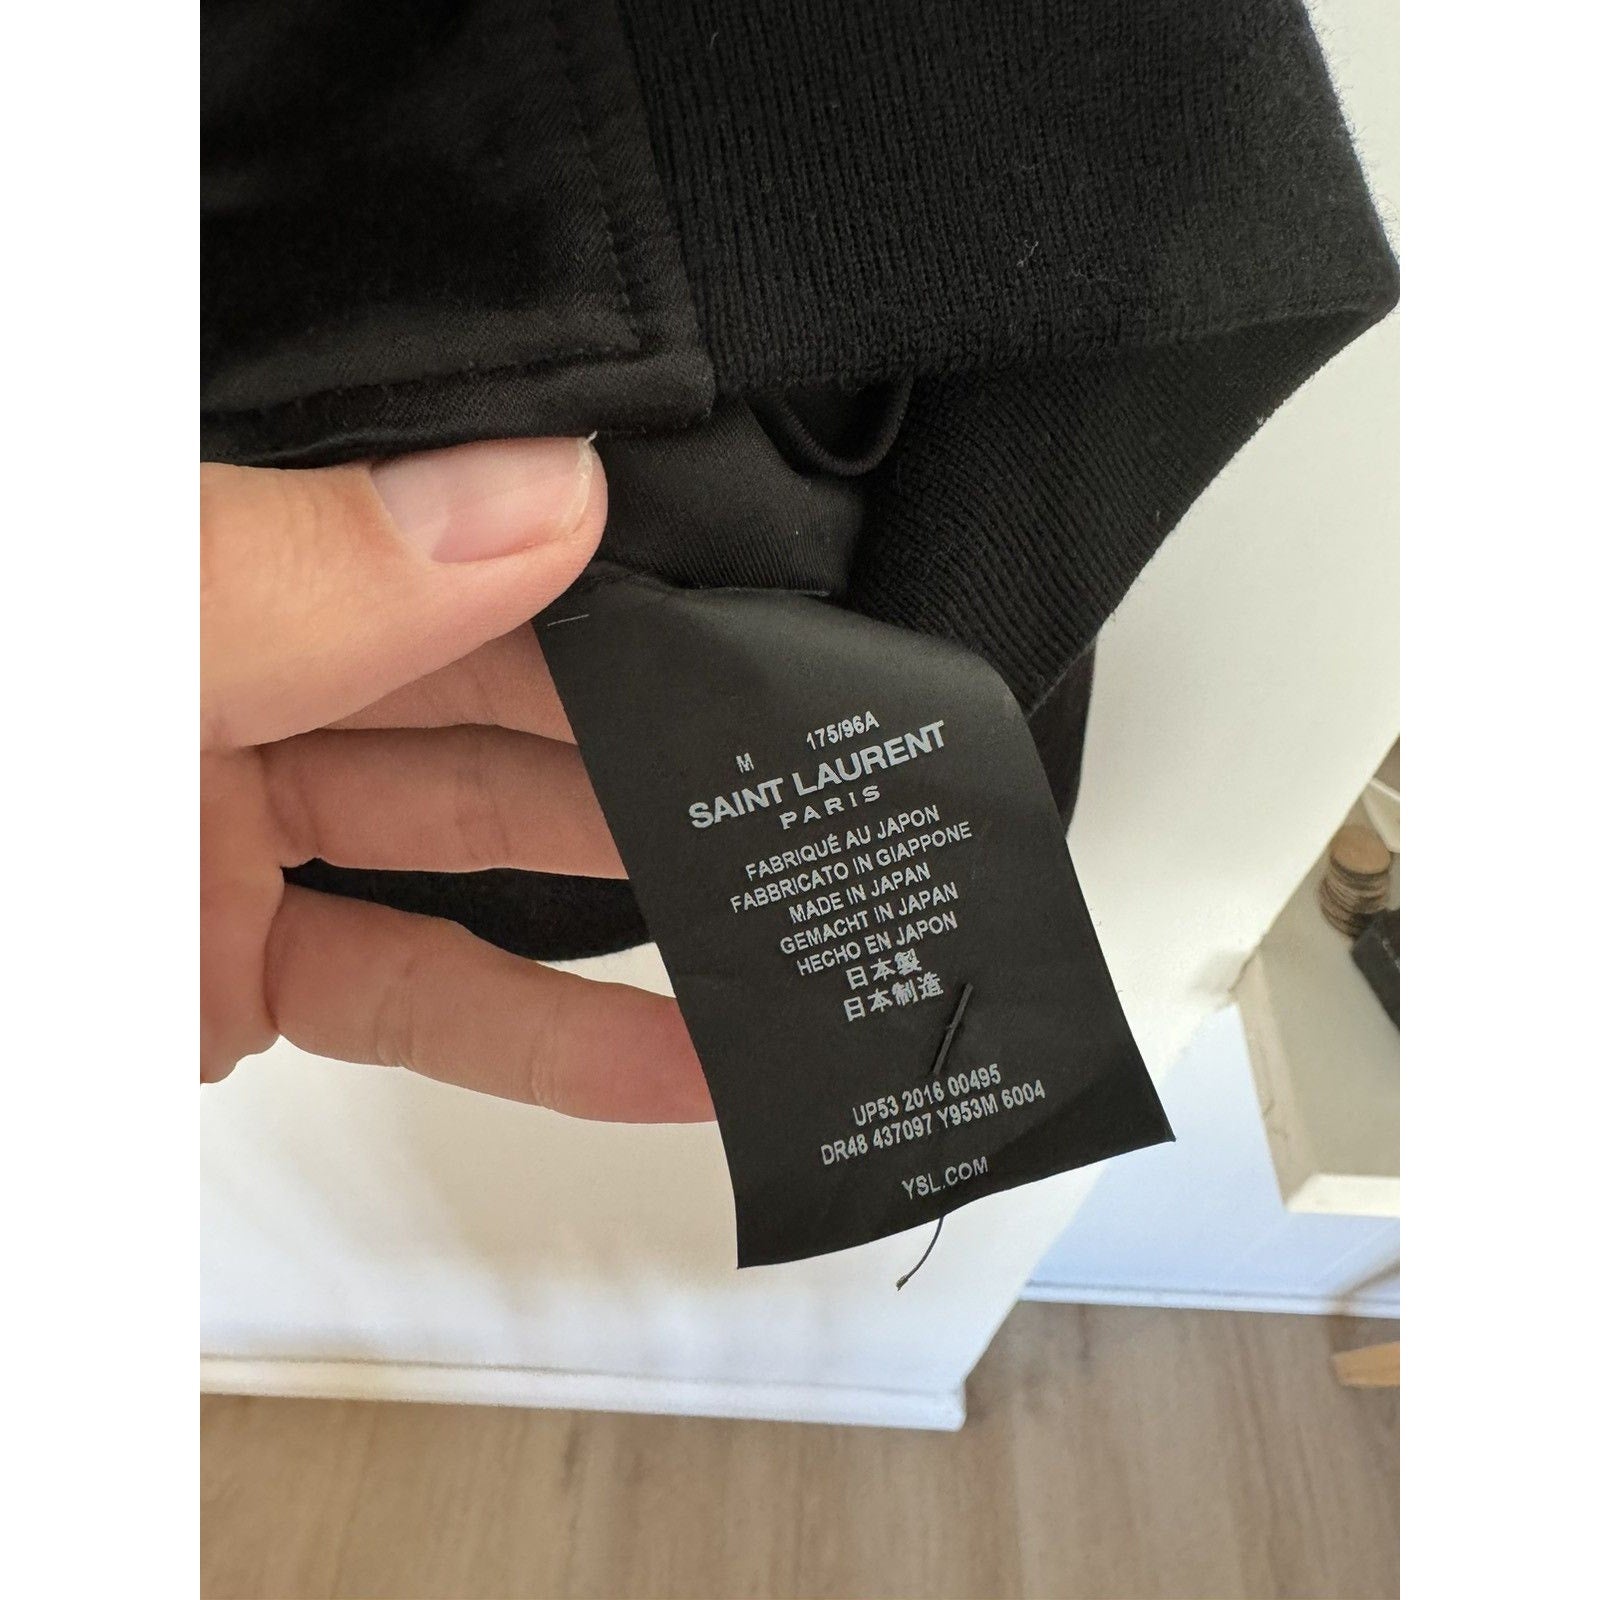 M 175/96A
SAINT LAURENT
PARIS
FABRIQUÉ AU JAPON
FABBRICATO IN GIAPPONE
MADE IN JAPAN
GEMACHT IN JAPAN
HECHO EN JAPON
日本製
日本制造
UP53 2016 00495
DR48 437097 Y953M 6004
YSL.COM